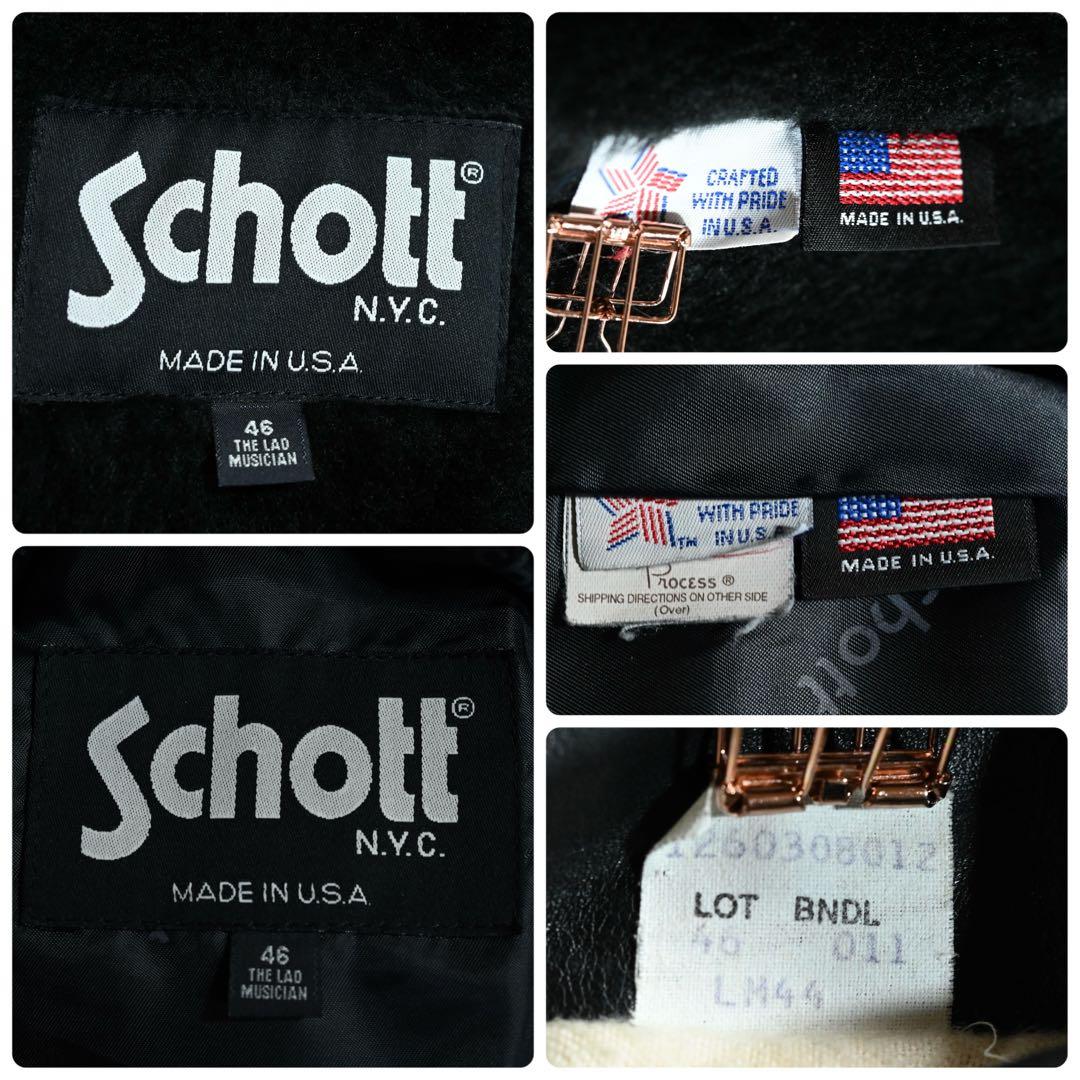 Schott®
N.Y.C.
MADE IN U.S.A.
46
THE LAD
MUSICIAN
CRAFTED
WITH PRIDE
IN U.S.A.
MADE IN U.S.A.
WITH PRIDE
TM IN U.S.
Process ®
SHIPPING DIRECTIONS ON OTHER SIDE
(Over)
MADE IN U.S.A.
chott
Schott®
N.Y.C.
MADE IN U.S.A.
46
THE LAD
MUSICIAN
1260308012
LOT BNDL
46 011
LM44